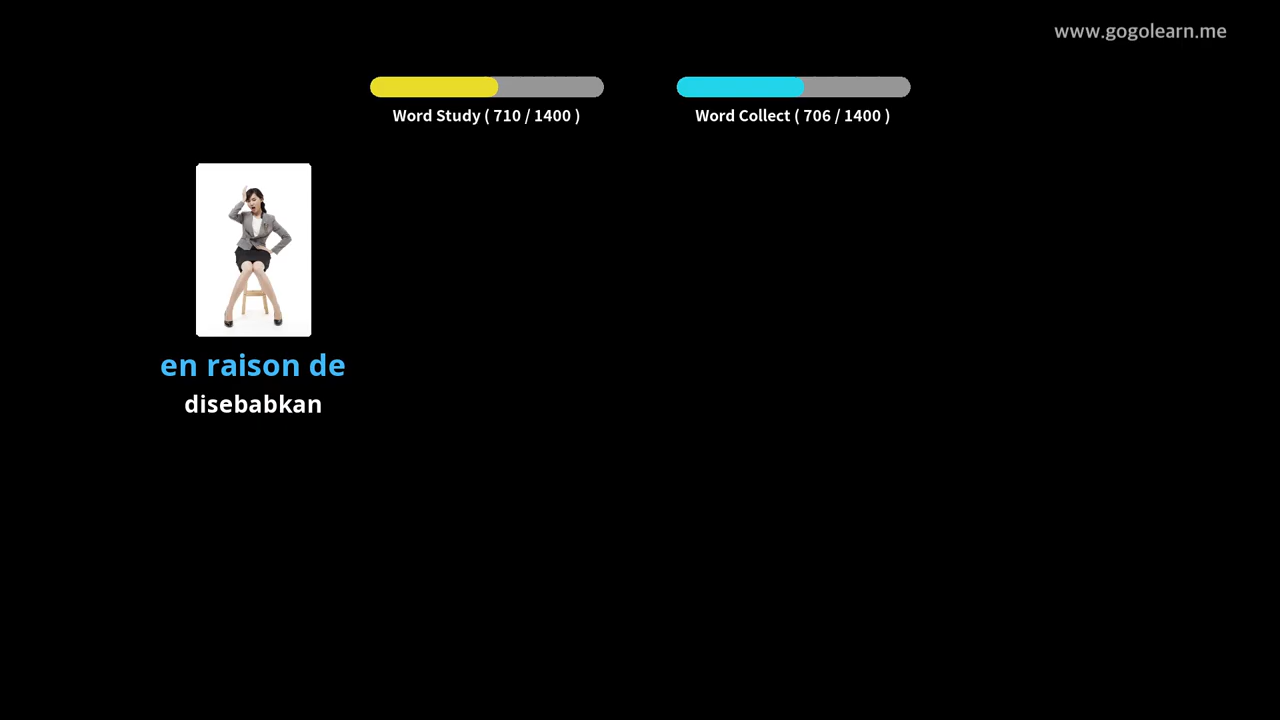 www.gogolearn.me
Word Study ( 710 / 1400 )
Word Collect ( 706 / 1400 )
en raison de
disebabkan